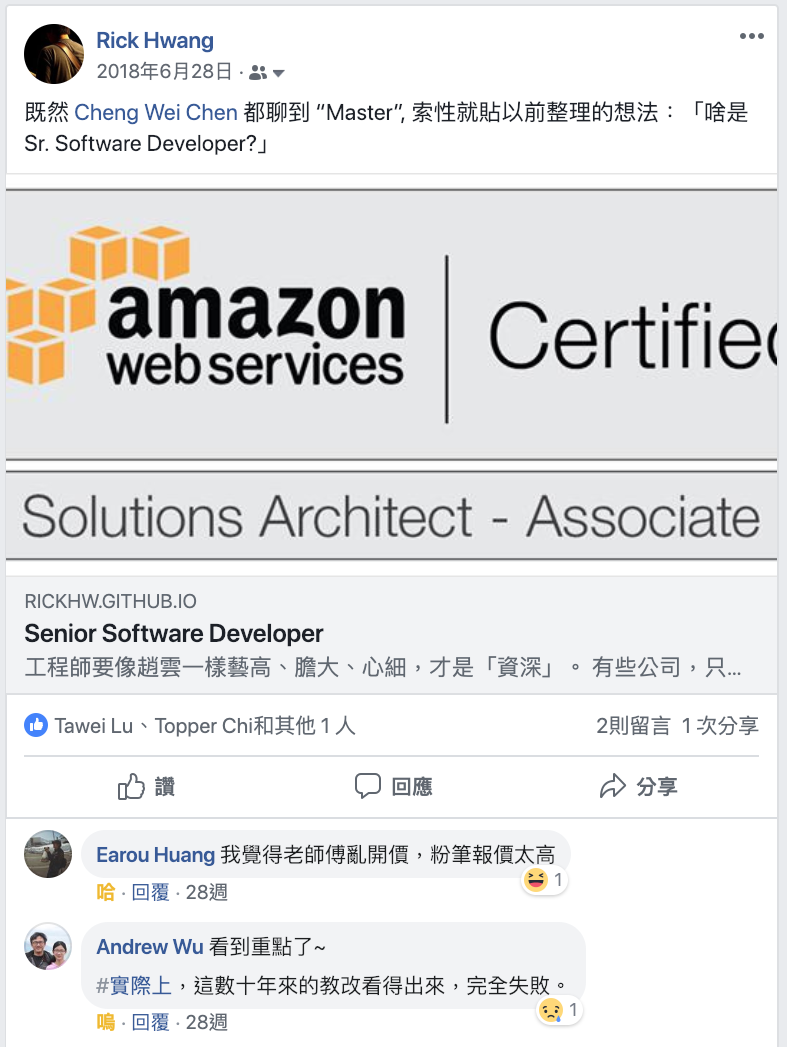 Rick Hwang
2018年6月28日 ·
既然 Cheng Wei Chen 都聊到 “Master”, 索性就貼以前整理的想法：「啥是
Sr. Software Developer?」
amazon
web services
Certified
Solutions Architect - Associate
RICKHW.GITHUB.IO
Senior Software Developer
工程師要像趙雲一樣藝高、膽大、心細，才是「資深」。 有些公司，只...
Tawei Lu、Topper Chi和其他 1 人
2則留言 1 次分享
讚
回應
分享
Earou Huang 我覺得老師傅亂開價，粉筆報價太高
1
哈 · 回覆 · 28週
Andrew Wu 看到重點了~
#實際上，這數十年來的教改看得出來，完全失敗。
1
嗚 · 回覆 · 28週